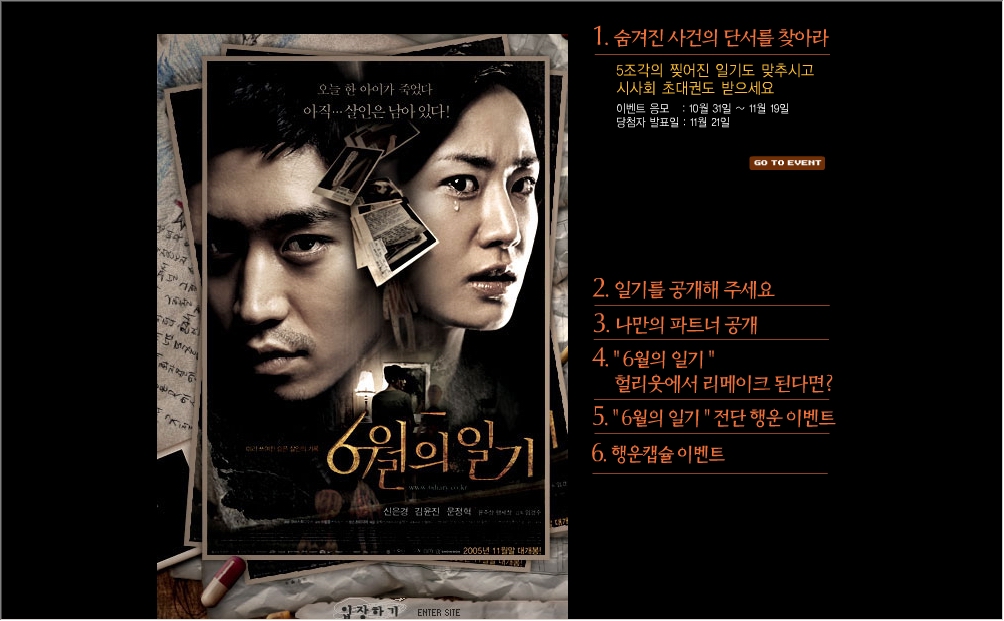 오늘 한 아이가 죽었다
아직… 살인은 남아 있다!
6월의 일기
www.6diary.co.kr
신은경 김윤진 문정혁
2005년 11월말 대개봉!
입장하기 ENTER SITE
1. 숨겨진 사건의 단서를 찾아라
5조각의 찢어진 일기도 맞추시고
시사회 초대권도 받으세요
이벤트 응모 : 10월 31일 ~ 11월 19일
당첨자 발표일 : 11월 21일
GO TO EVENT
2. 일기를 공개해 주세요
3. 나만의 파트너 공개
4. "6월의 일기"
헐리웃에서 리메이크 된다면?
5. "6월의 일기" 전단 행운 이벤트
6. 행운캡슐 이벤트